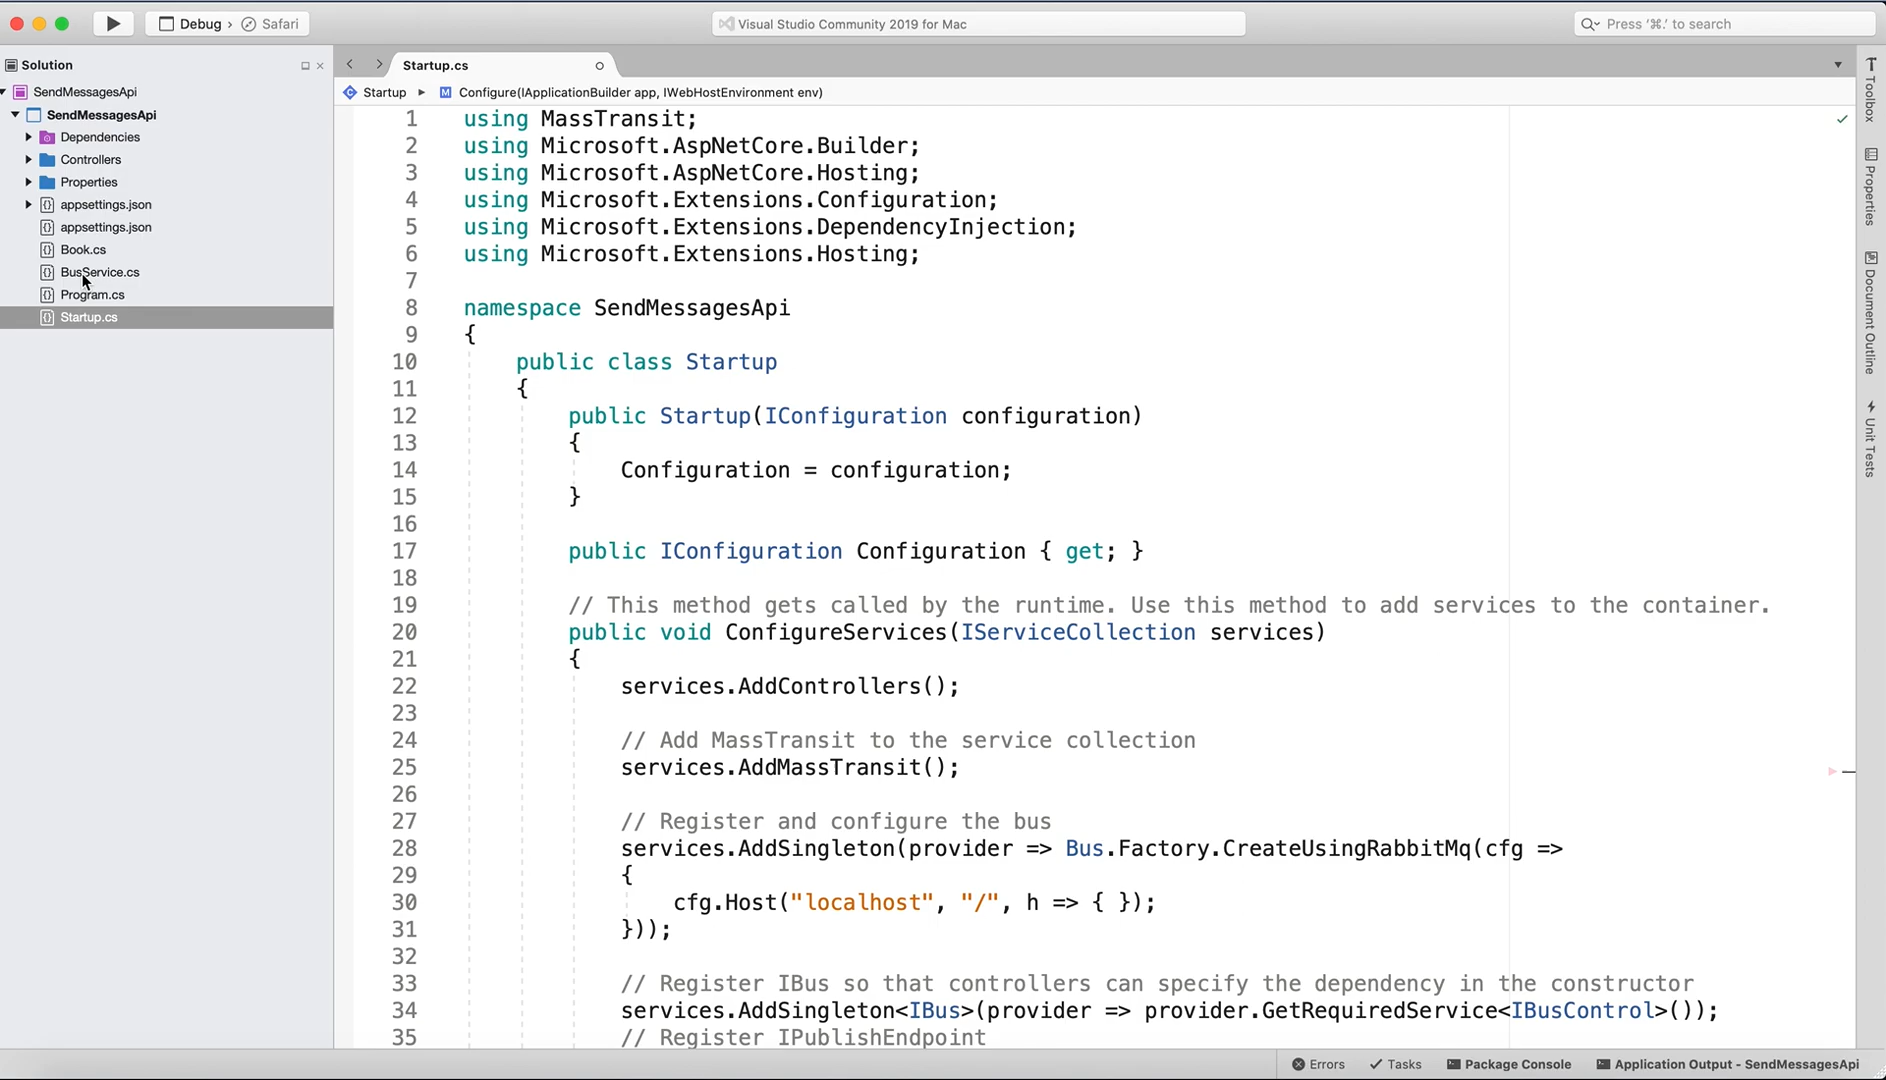 Debug › Safari
Visual Studio Community 2019 for Mac
Press ‘⌘.’ to search
Solution
SendMessagesApi
SendMessagesApi
Dependencies
Controllers
Properties
appsettings.json
appsettings.json
Book.cs
BusService.cs
Program.cs
Startup.cs
Startup.cs
Startup ▸ M Configure(IApplicationBuilder app, IWebHostEnvironment env)
1 using MassTransit;
2 using Microsoft.AspNetCore.Builder;
3 using Microsoft.AspNetCore.Hosting;
4 using Microsoft.Extensions.Configuration;
5 using Microsoft.Extensions.DependencyInjection;
6 using Microsoft.Extensions.Hosting;
7
8 namespace SendMessagesApi
9 {
10 public class Startup
11 {
12 public Startup(IConfiguration configuration)
13 {
14 Configuration = configuration;
15 }
16
17 public IConfiguration Configuration { get; }
18
19 // This method gets called by the runtime. Use this method to add services to the container.
20 public void ConfigureServices(IServiceCollection services)
21 {
22 services.AddControllers();
23
24 // Add MassTransit to the service collection
25 services.AddMassTransit();
26
27 // Register and configure the bus
28 services.AddSingleton(provider => Bus.Factory.CreateUsingRabbitMq(cfg =>
29 {
30 cfg.Host("localhost", "/", h => { });
31 }));
32
33 // Register IBus so that controllers can specify the dependency in the constructor
34 services.AddSingleton<IBus>(provider => provider.GetRequiredService<IBusControl>());
35 // Register IPublishEndpoint
Toolbox
Properties
Document Outline
Unit Tests
Errors
Tasks
Package Console
Application Output - SendMessagesApi